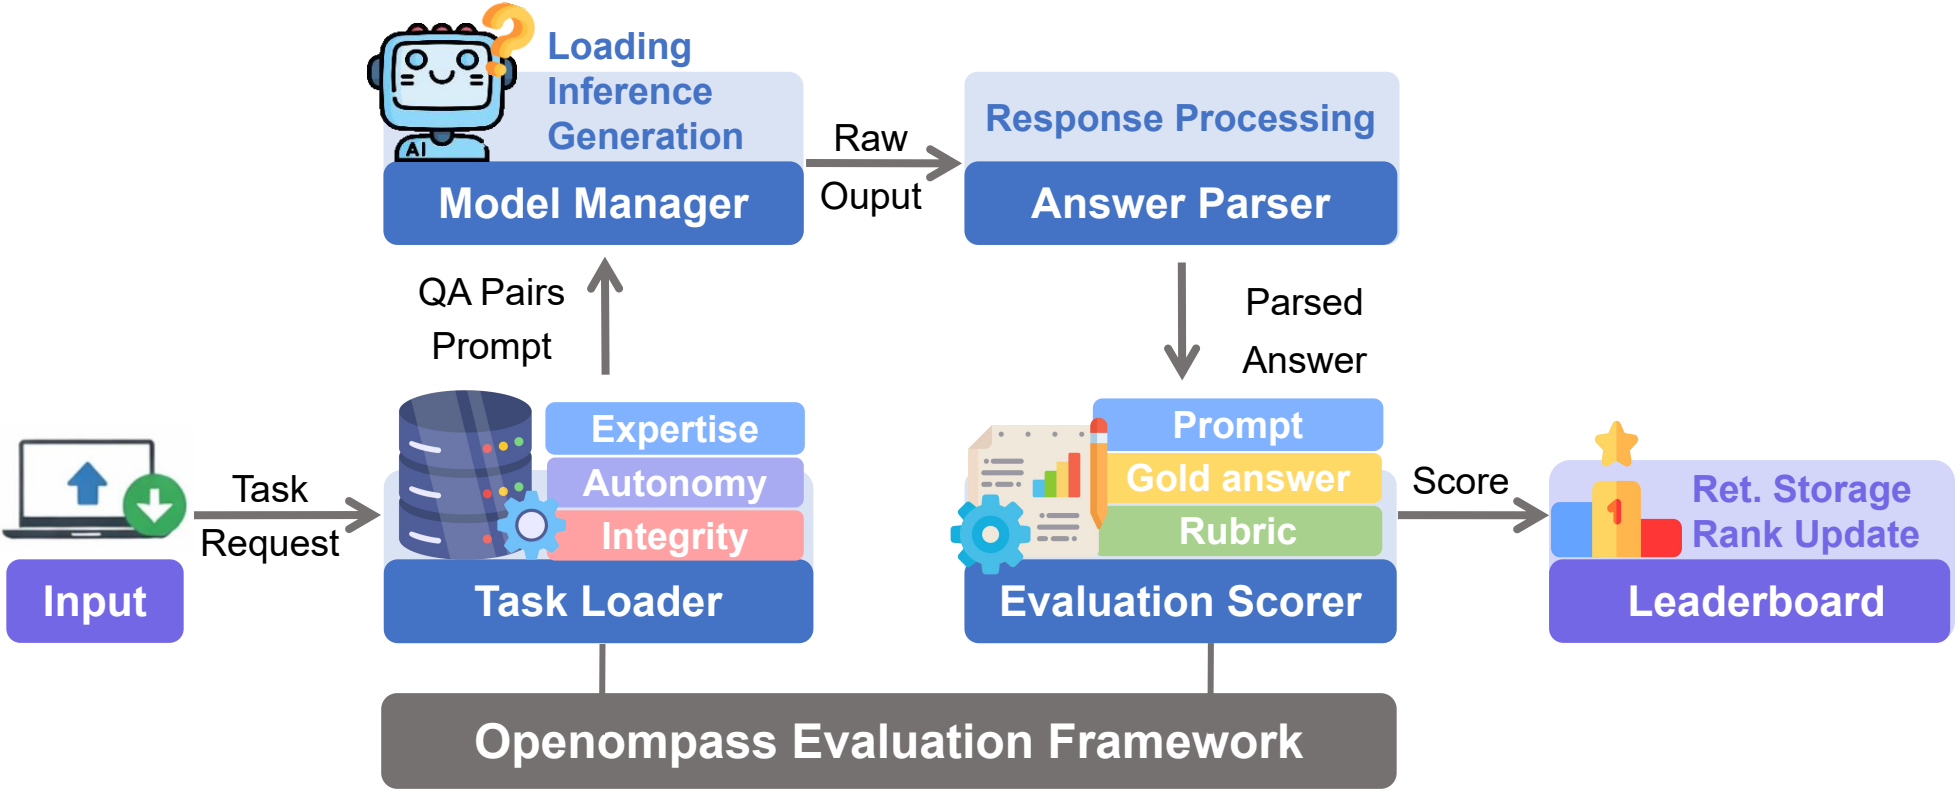 Loading
Inference
Generation
AI
Model Manager
Raw
Ouput
Response Processing
Answer Parser
QA Pairs
Prompt
Parsed
Answer
Input
Task
Request
Expertise
Autonomy
Integrity
Task Loader
Prompt
Gold answer
Rubric
Evaluation Scorer
Score
1
Ret. Storage
Rank Update
Leaderboard
Openompass Evaluation Framework